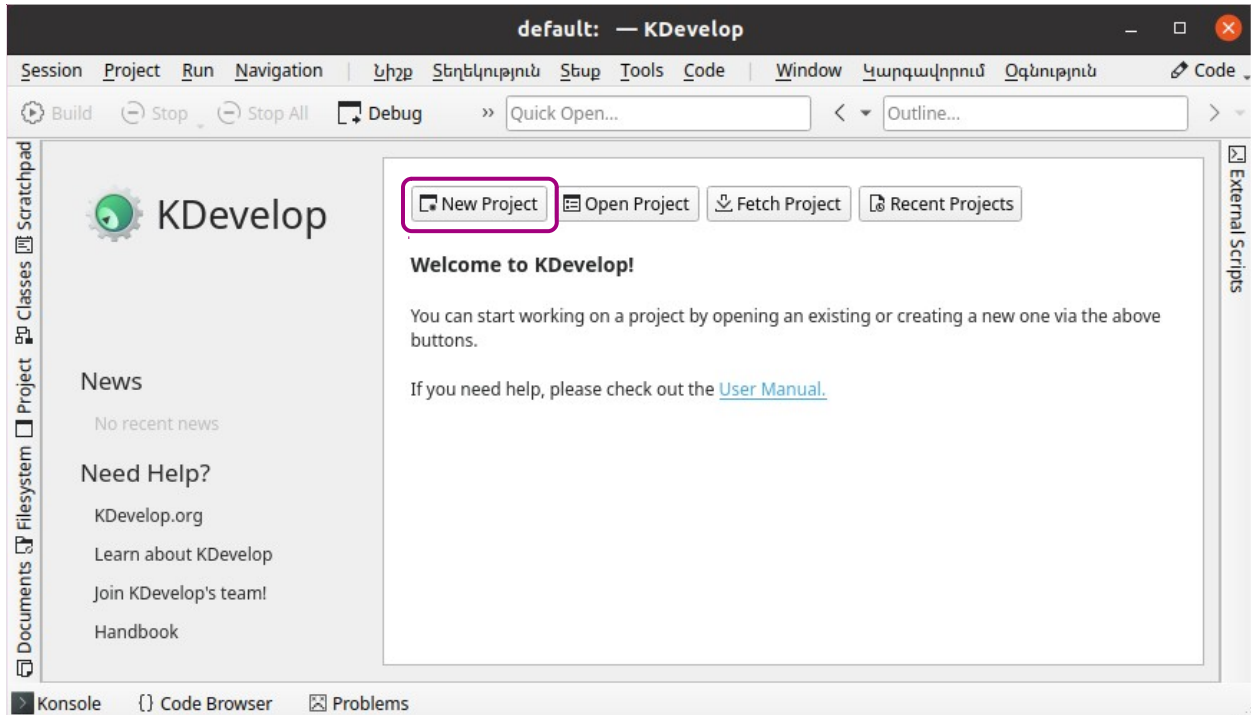 default: — KDevelop
Session Project Run Navigation Նիշք Տեղեկություն Տեսք Tools Code Window Կարգավորում Օգնություն Code
Build Stop Stop All Debug » Quick Open... Outline...
Scratchpad
Classes
Project
Filesystem
Documents
KDevelop
News
No recent news
Need Help?
KDevelop.org
Learn about KDevelop
Join KDevelop's team!
Handbook
New Project Open Project Fetch Project Recent Projects
Welcome to KDevelop!
You can start working on a project by opening an existing or creating a new one via the above
buttons.
If you need help, please check out the User Manual.
External Scripts
Konsole {} Code Browser Problems